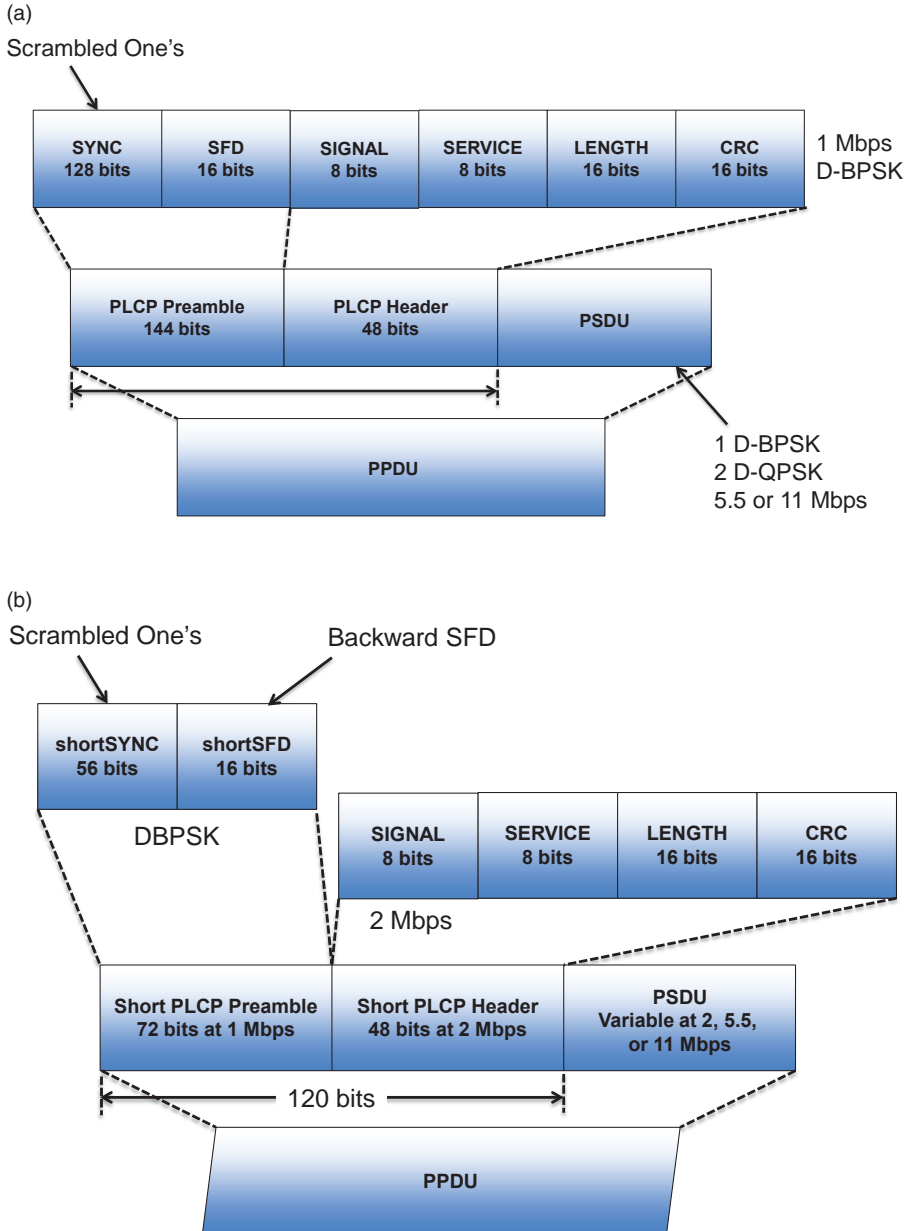 (a)
Scrambled One's
SYNC
128 bits
SFD
16 bits
SIGNAL
8 bits
SERVICE
8 bits
LENGTH
16 bits
CRC
16 bits
1 Mbps
D-BPSK
PLCP Preamble
144 bits
PLCP Header
48 bits
PSDU
PPDU
1 D-BPSK
2 D-QPSK
5.5 or 11 Mbps
(b)
Scrambled One's
Backward SFD
shortSYNC
56 bits
shortSFD
16 bits
DBPSK
SIGNAL
8 bits
SERVICE
8 bits
LENGTH
16 bits
CRC
16 bits
2 Mbps
Short PLCP Preamble
72 bits at 1 Mbps
Short PLCP Header
48 bits at 2 Mbps
PSDU
Variable at 2, 5.5,
or 11 Mbps
120 bits
PPDU